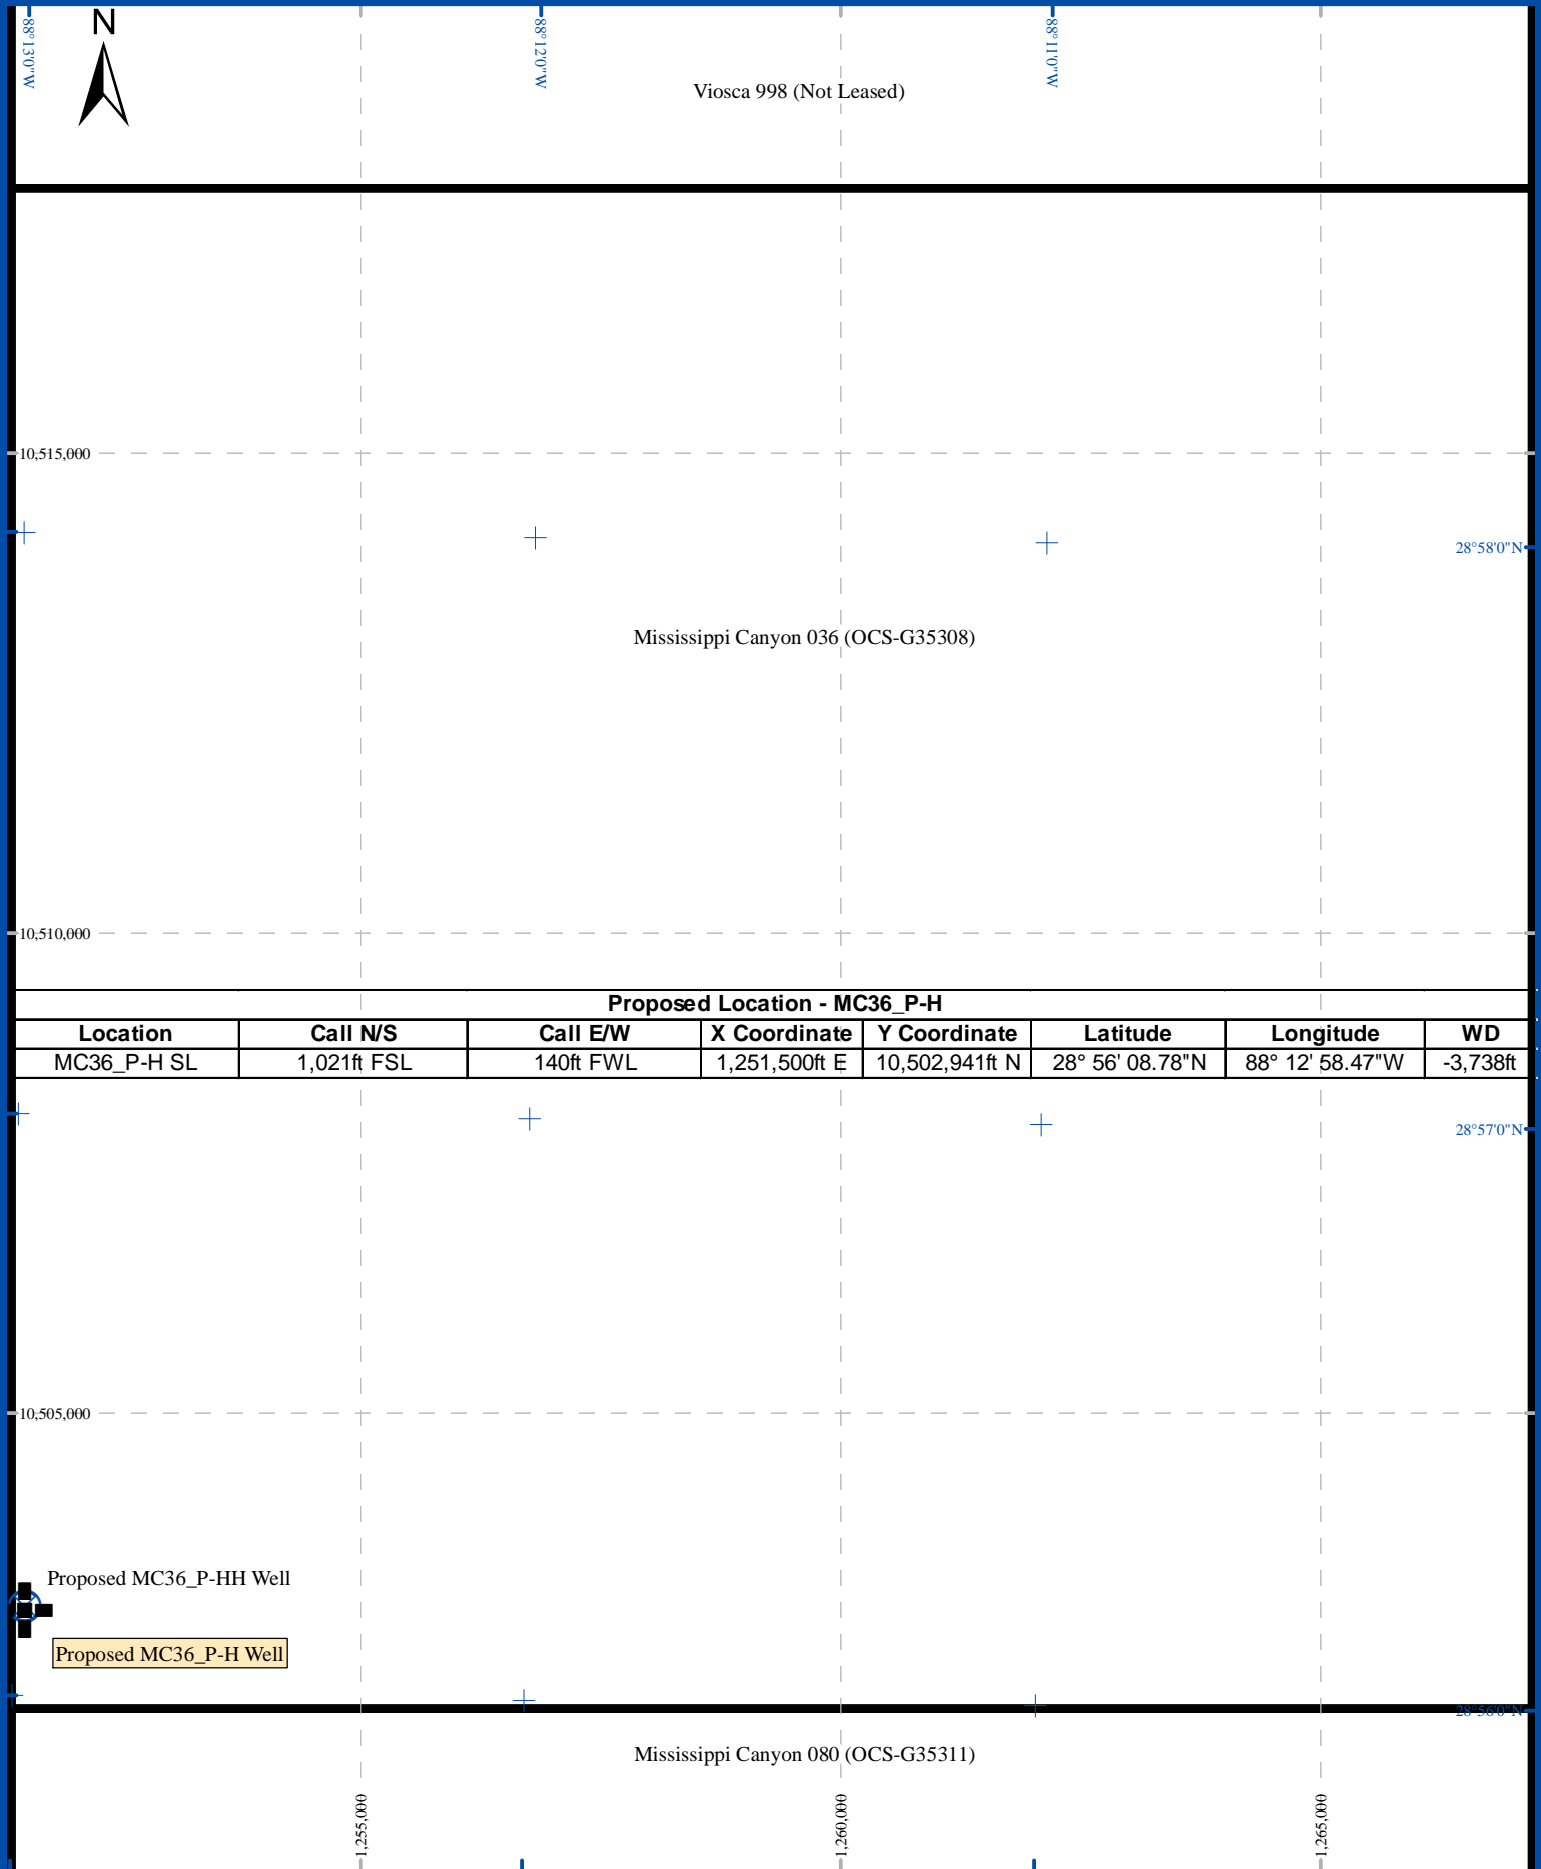 88°13'0"W
88°12'0"W
88°11'0"W
N
Viosca 998 (Not Leased)
10,515,000
28°58'0"N
Mississippi Canyon 036 (OCS-G35308)
10,510,000
Proposed Location - MC36_P-H
Location Call N/S Call E/W X Coordinate Y Coordinate Latitude Longitude WD
MC36_P-H SL 1,021ft FSL 140ft FWL 1,251,500ft E 10,502,941ft N 28° 56' 08.78"N 88° 12' 58.47"W -3,738ft
28°57'0"N
10,505,000
Proposed MC36_P-HH Well
Proposed MC36_P-H Well
28°56'0"N
Mississippi Canyon 080 (OCS-G35311)
1,255,000
1,260,000
1,265,000